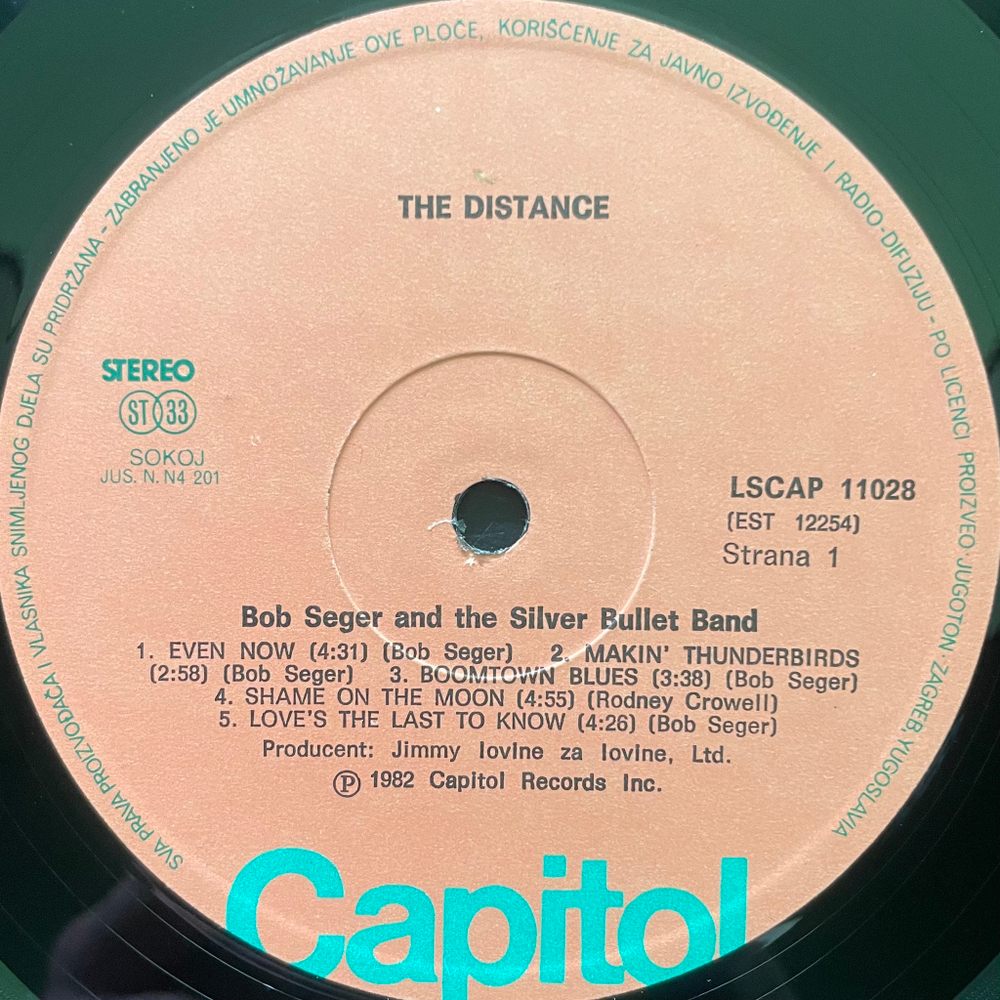 SVA PRAVA PROIZVOĐAČA I VLASNIKA SNIMLJENOG DJELA SU PRIDRŽANA - ZABRANJENO JE UMNOŽAVANJE OVE PLOČE, KORIŠĆENJE ZA JAVNO IZVOĐENJE I RADIO-DIFUZIJU - PO LICENCI PROIZVEO JUGOTON-ZAGREB, YUGOSLAVIA
THE DISTANCE
STEREO
ST 33
SOKOJ
JUS. N. N4 201
LSCAP 11028
(EST 12254)
Strana 1
Bob Seger and the Silver Bullet Band
1. EVEN NOW (4:31) (Bob Seger) 2. MAKIN' THUNDERBIRDS
(2:58) (Bob Seger) 3. BOOMTOWN BLUES (3:38) (Bob Seger)
4. SHAME ON THE MOON (4:55) (Rodney Crowell)
5. LOVE'S THE LAST TO KNOW (4:26) (Bob Seger)
Producent: Jimmy Iovine za Iovine, Ltd.
Ⓟ 1982 Capitol Records Inc.
Capitol